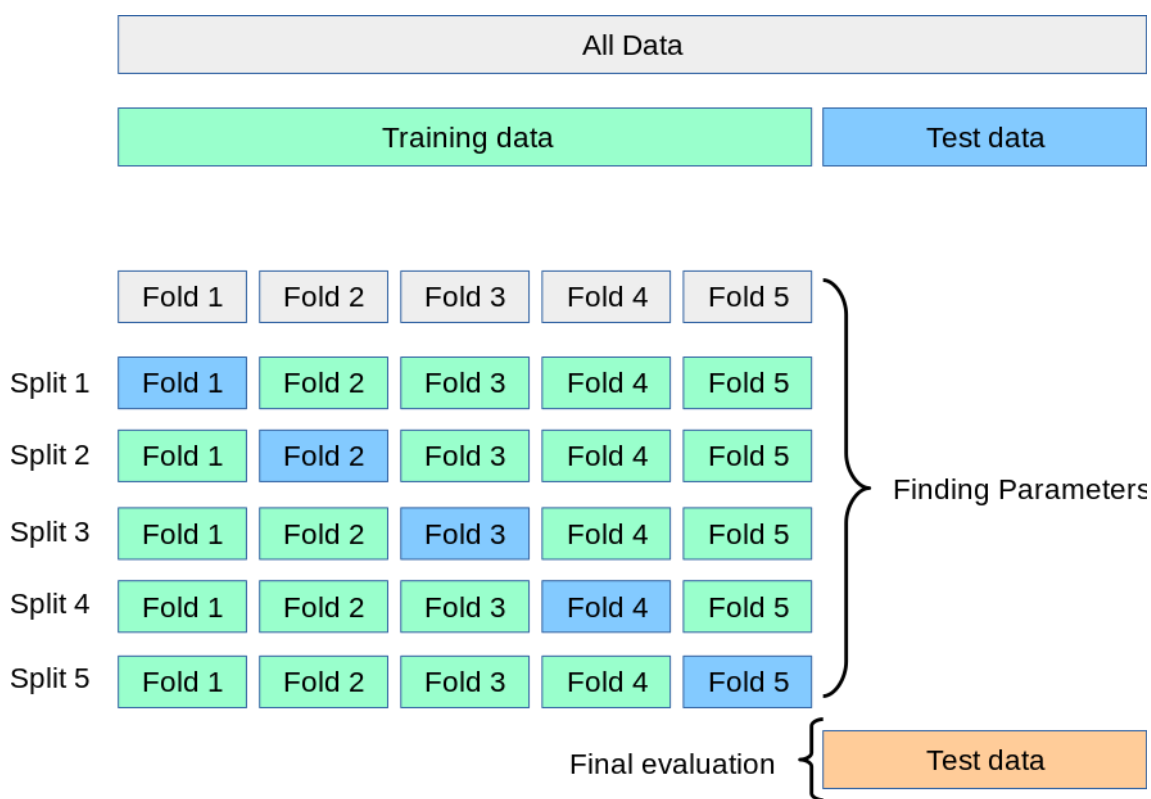 All Data
Training data Test data
Fold 1 Fold 2 Fold 3 Fold 4 Fold 5
Split 1 Fold 1 Fold 2 Fold 3 Fold 4 Fold 5
Split 2 Fold 1 Fold 2 Fold 3 Fold 4 Fold 5
Finding Parameters
Split 3 Fold 1 Fold 2 Fold 3 Fold 4 Fold 5
Split 4 Fold 1 Fold 2 Fold 3 Fold 4 Fold 5
Split 5 Fold 1 Fold 2 Fold 3 Fold 4 Fold 5
Final evaluation Test data